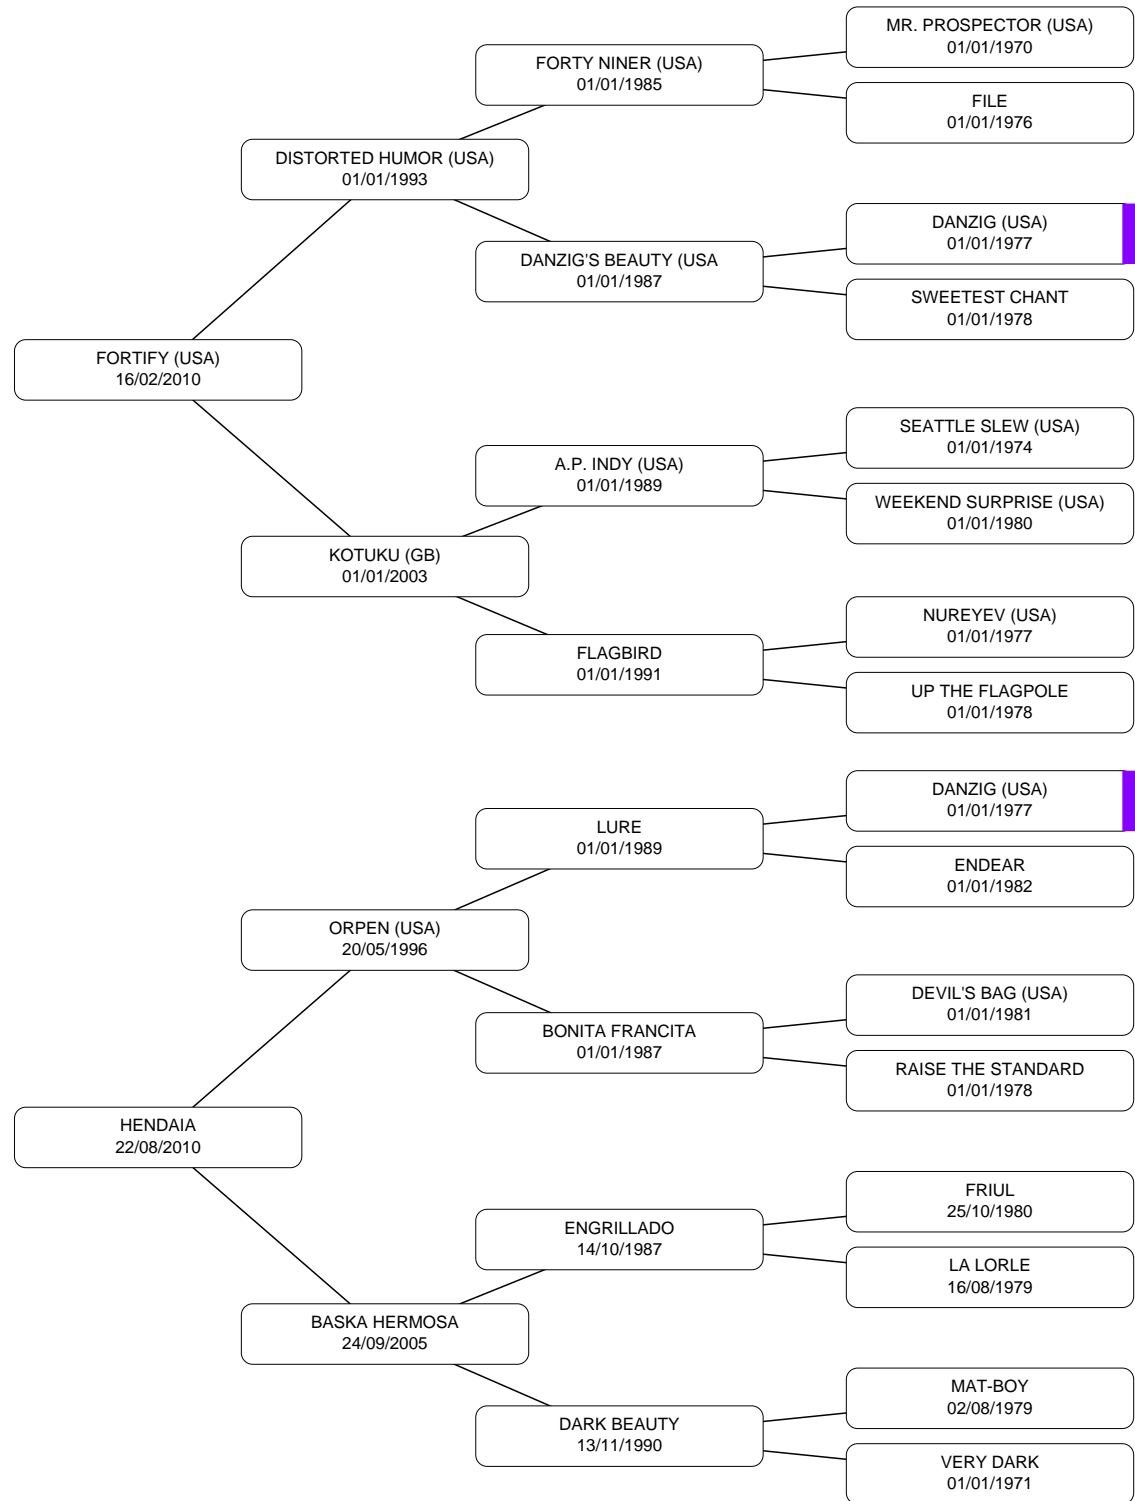 MR. PROSPECTOR (USA)
01/01/1970
FORTY NINER (USA)
01/01/1985
FILE
01/01/1976
DISTORTED HUMOR (USA)
01/01/1993
DANZIG (USA)
01/01/1977
DANZIG'S BEAUTY (USA
01/01/1987
SWEETEST CHANT
01/01/1978
FORTIFY (USA)
16/02/2010
SEATTLE SLEW (USA)
01/01/1974
A.P. INDY (USA)
01/01/1989
WEEKEND SURPRISE (USA)
01/01/1980
KOTUKU (GB)
01/01/2003
NUREYEV (USA)
01/01/1977
FLAGBIRD
01/01/1991
UP THE FLAGPOLE
01/01/1978
DANZIG (USA)
01/01/1977
LURE
01/01/1989
ENDEAR
01/01/1982
ORPEN (USA)
20/05/1996
DEVIL'S BAG (USA)
01/01/1981
BONITA FRANCITA
01/01/1987
RAISE THE STANDARD
01/01/1978
HENDAIA
22/08/2010
FRIUL
25/10/1980
ENGRILLADO
14/10/1987
LA LORLE
16/08/1979
BASKA HERMOSA
24/09/2005
MAT-BOY
02/08/1979
DARK BEAUTY
13/11/1990
VERY DARK
01/01/1971